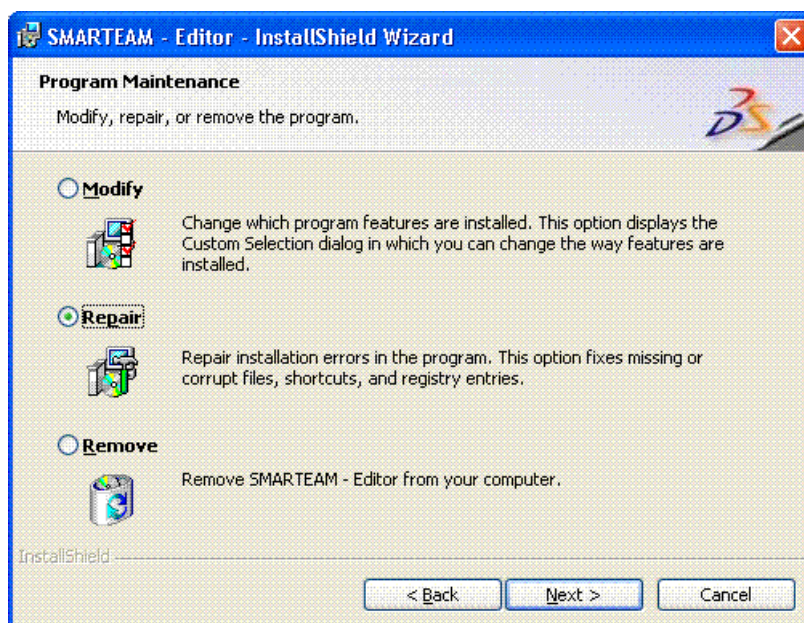 SMARTEAM - Editor - InstallShield Wizard
Program Maintenance
Modify, repair, or remove the program.
Modify
Change which program features are installed. This option displays the
Custom Selection dialog in which you can change the way features are
installed.
Repair
Repair installation errors in the program. This option fixes missing or
corrupt files, shortcuts, and registry entries.
Remove
Remove SMARTEAM - Editor from your computer.
InstallShield
< Back Next > Cancel